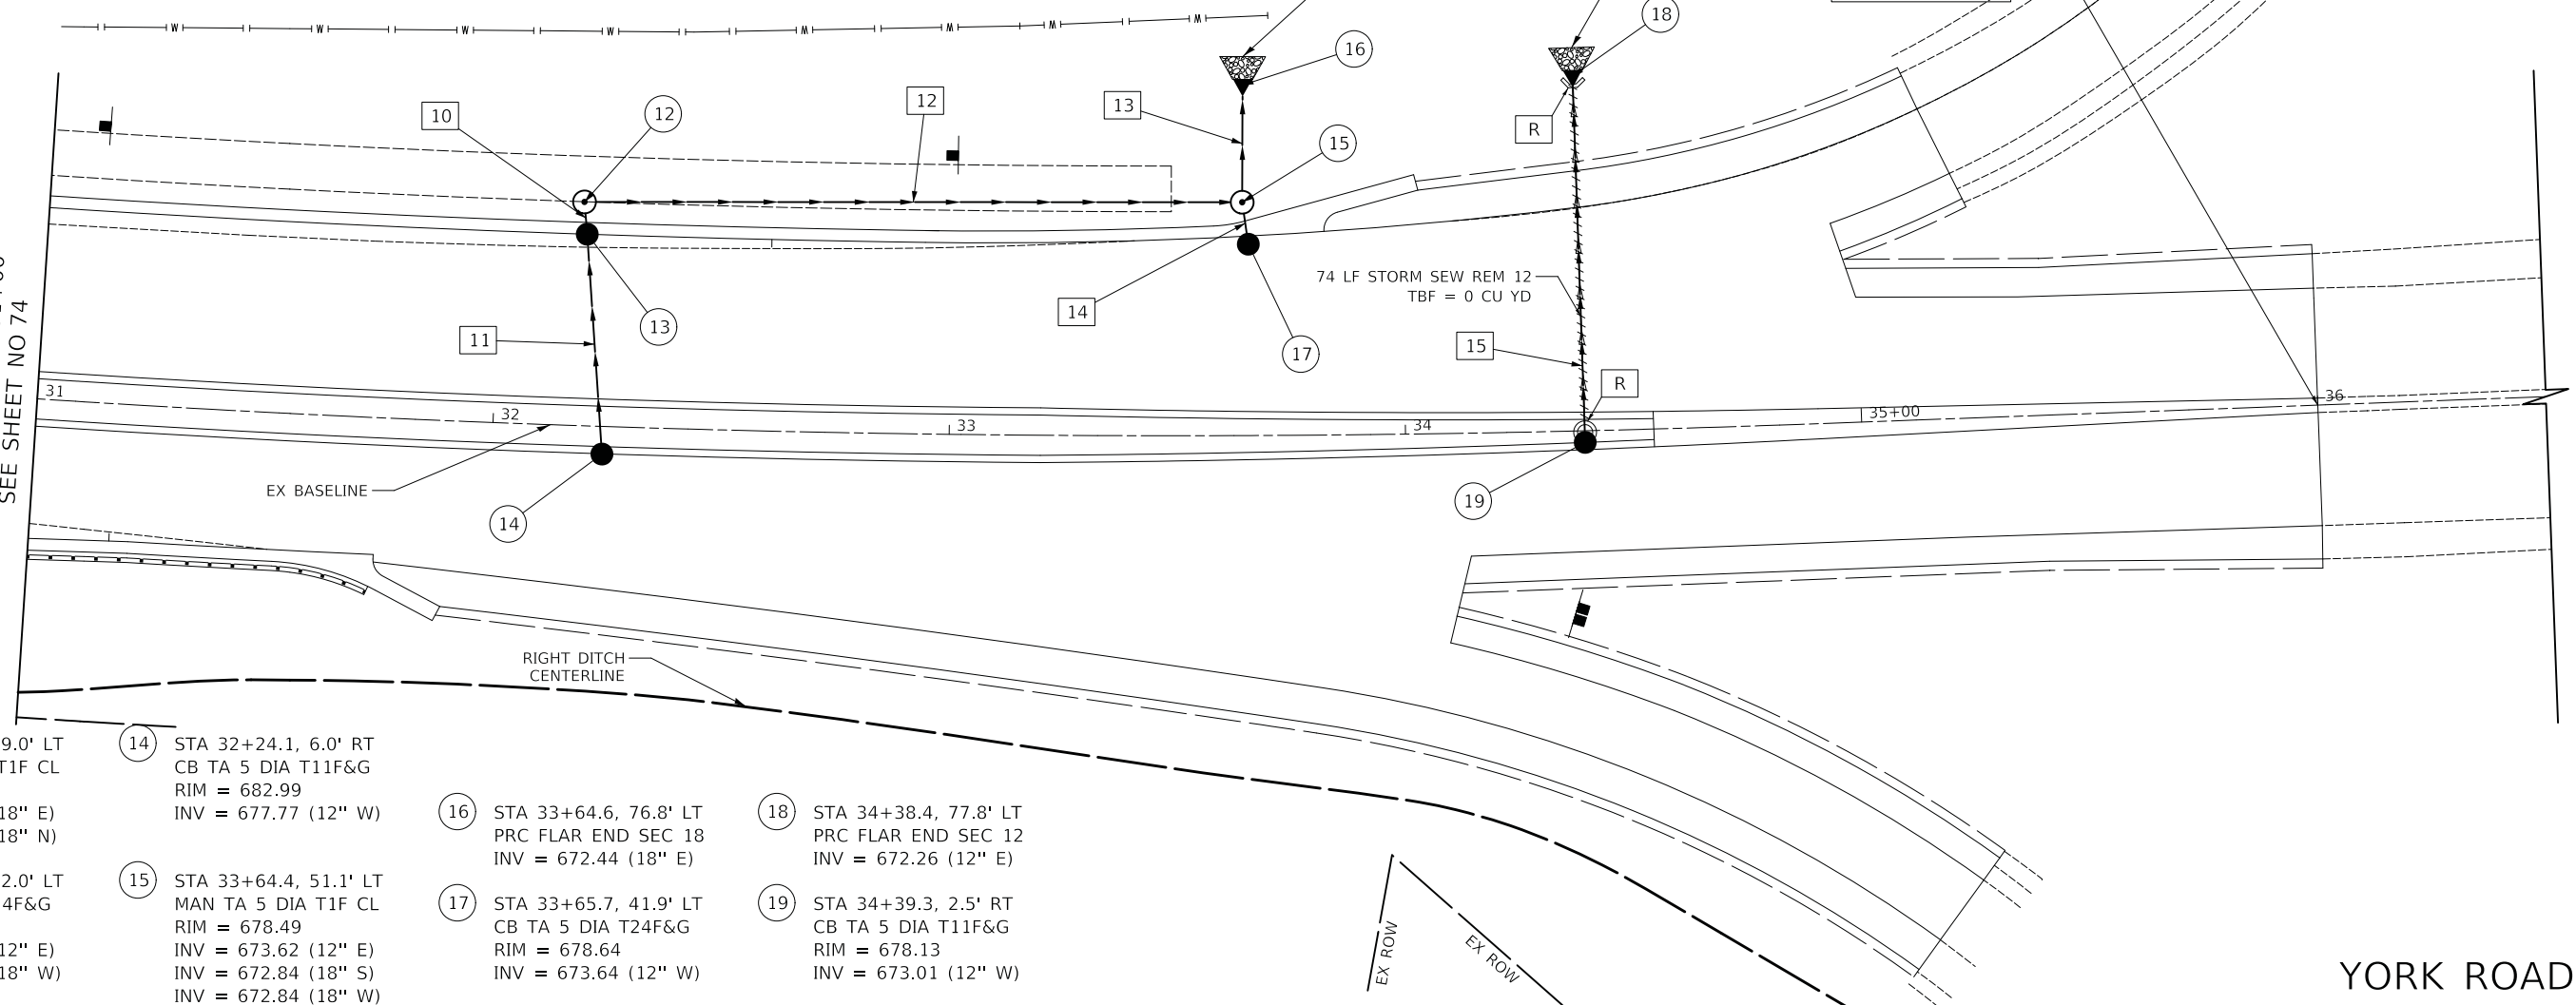 18
16
10
12
12
13
15
R
SEE SHEET NO 74
13
14
17
11
74 LF STORM SEW REM 12
TBF = 0 CU YD
15
R
31
32
33
34
35+00
36
EX BASELINE
14
19
RIGHT DITCH
CENTERLINE
9.0' LT
T1F CL
18" E)
18" N)
2.0' LT
4F&G
12" E)
18" W)
14 STA 32+24.1, 6.0' RT
CB TA 5 DIA T11F&G
RIM = 682.99
INV = 677.77 (12" W)
15 STA 33+64.4, 51.1' LT
MAN TA 5 DIA T1F CL
RIM = 678.49
INV = 673.62 (12" E)
INV = 672.84 (18" S)
INV = 672.84 (18" W)
16 STA 33+64.6, 76.8' LT
PRC FLAR END SEC 18
INV = 672.44 (18" E)
17 STA 33+65.7, 41.9' LT
CB TA 5 DIA T24F&G
RIM = 678.64
INV = 673.64 (12" W)
18 STA 34+38.4, 77.8' LT
PRC FLAR END SEC 12
INV = 672.26 (12" E)
19 STA 34+39.3, 2.5' RT
CB TA 5 DIA T11F&G
RIM = 678.13
INV = 673.01 (12" W)
EX ROW
EX ROW
YORK ROAD